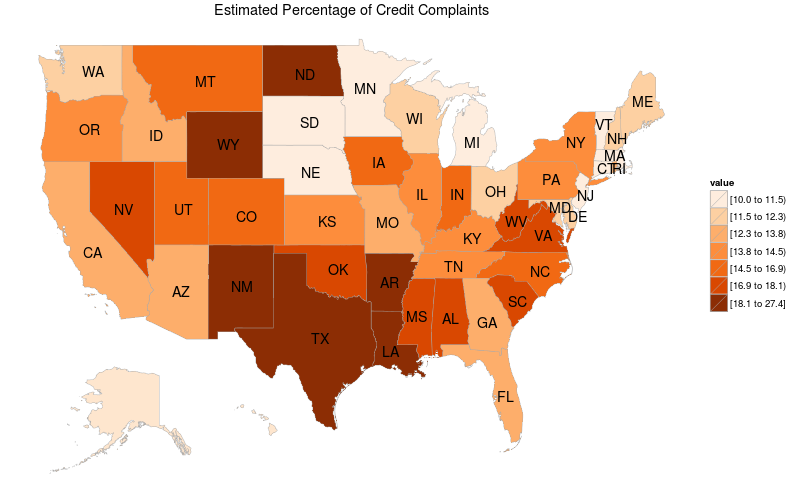 Estimated Percentage of Credit Complaints
WA
MT
ND
MN
ME
OR
ID
WY
SD
WI
MI
VT
NH
NY
MA
CT
RI
NE
IA
IL
IN
OH
PA
NJ
NV
UT
CO
KS
MO
KY
WV
VA
MD
DE
CA
AZ
NM
OK
AR
TN
NC
TX
LA
MS
AL
GA
SC
FL
value
[10.0 to 11.5)
[11.5 to 12.3)
[12.3 to 13.8)
[13.8 to 14.5)
[14.5 to 16.9)
[16.9 to 18.1)
[18.1 to 27.4]